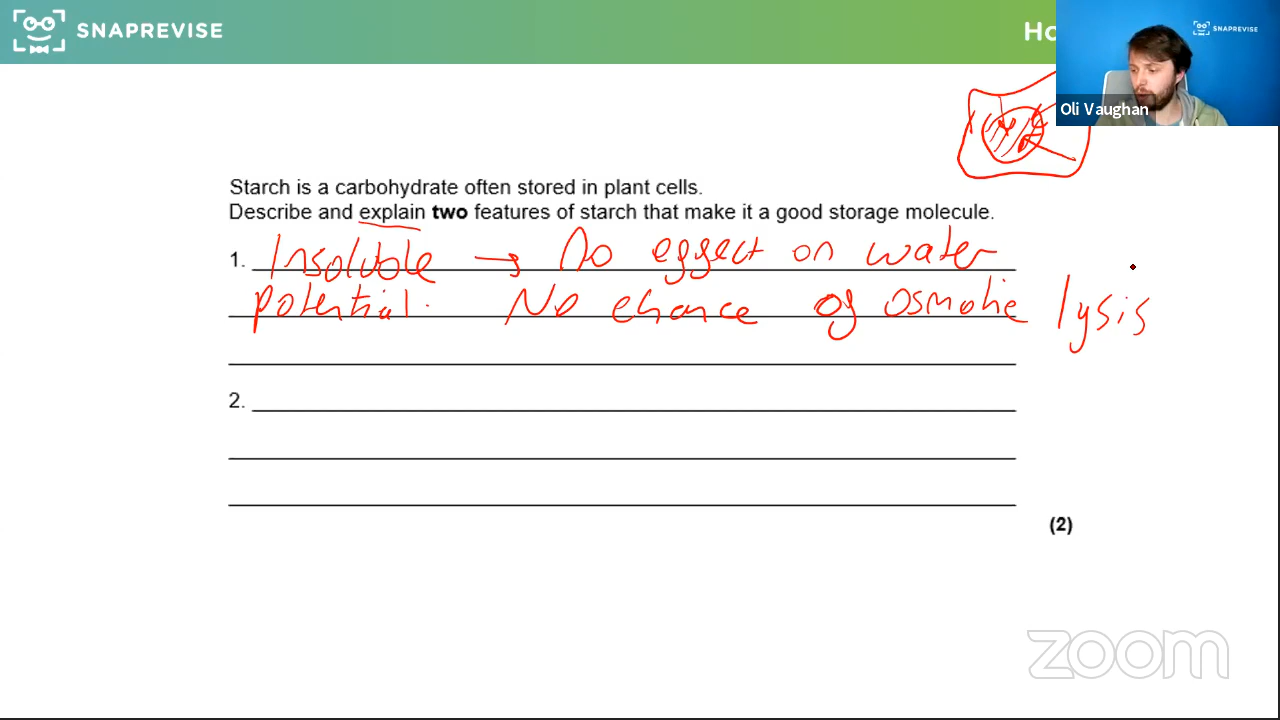 SNAPREVISE
Ho
SNAPREVISE
Oli Vaughan
Starch is a carbohydrate often stored in plant cells.
Describe and explain two features of starch that make it a good storage molecule.
1. Insoluble → No effect on water
potential. No chance of osmotic lysis
2.
(2)
zoom